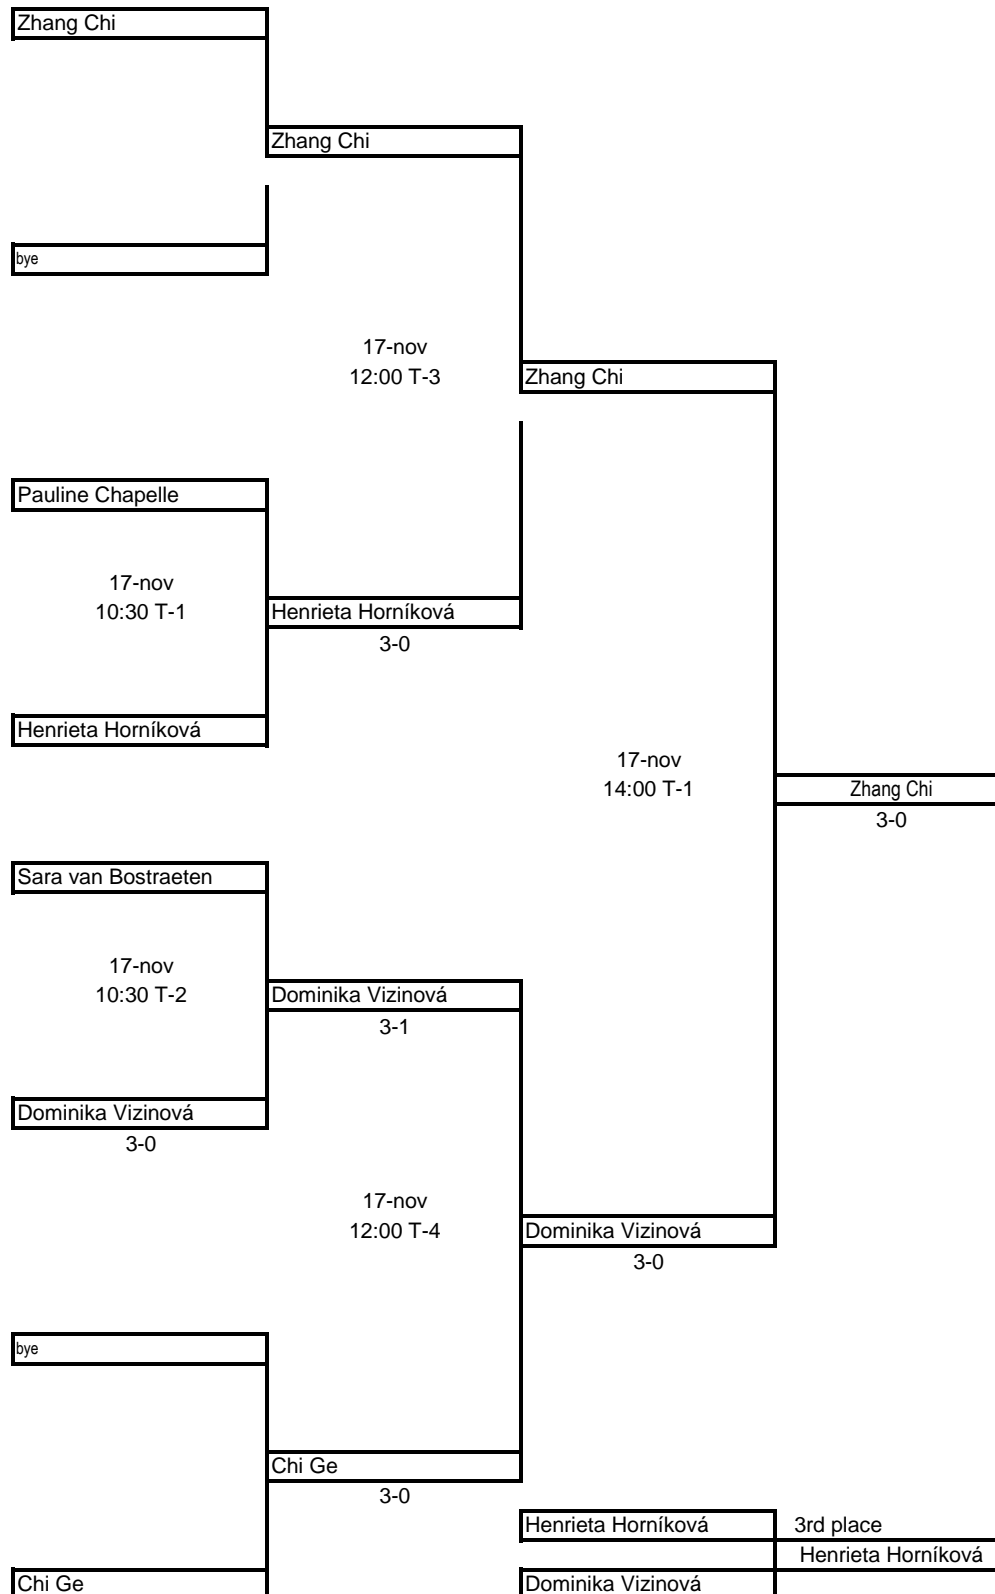 Zhang Chi
Zhang Chi
bye
17-nov
12:00 T-3
Zhang Chi
Pauline Chapelle
17-nov
10:30 T-1
Henrieta Horníková
3-0
Henrieta Horníková
17-nov
14:00 T-1
Zhang Chi
3-0
Sara van Bostraeten
17-nov
10:30 T-2
Dominika Vizinová
3-1
Dominika Vizinová
3-0
17-nov
12:00 T-4
Dominika Vizinová
3-0
bye
Chi Ge
3-0
Henrieta Horníková
3rd place
Henrieta Horníková
Chi Ge
Dominika Vizinová